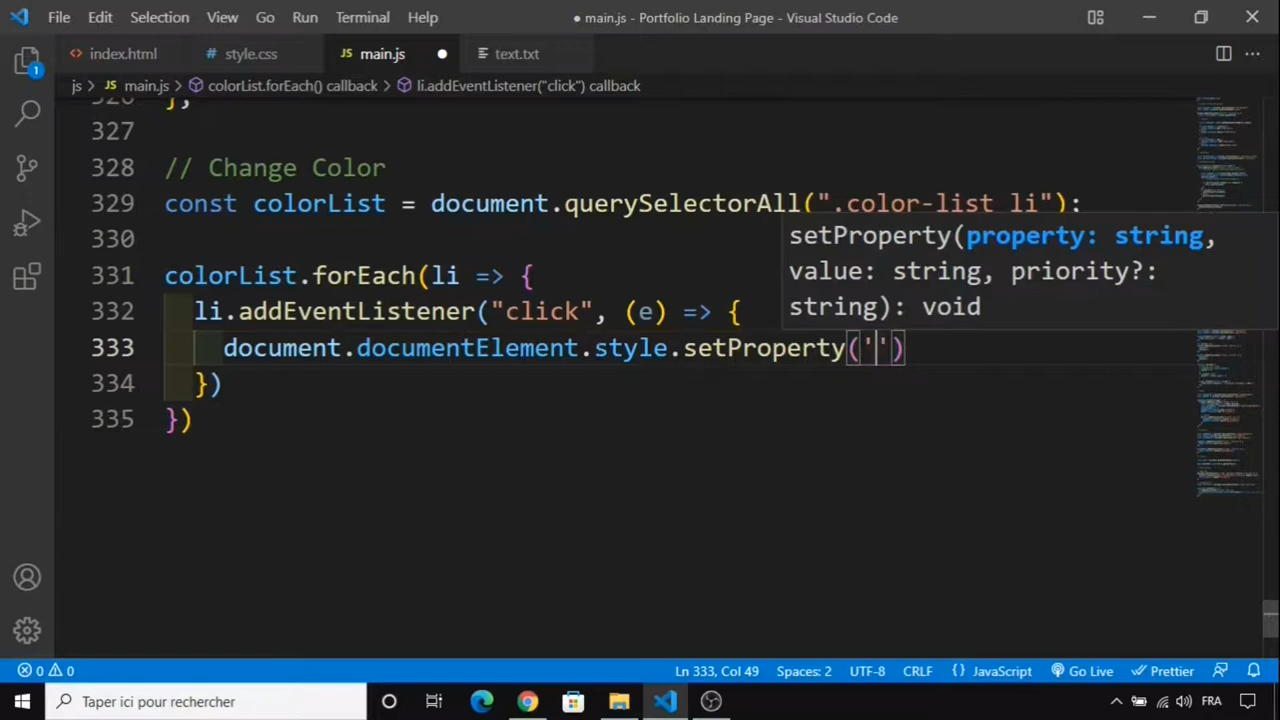 File Edit Selection View Go Run Terminal Help ● main.js - Portfolio Landing Page - Visual Studio Code
index.html # style.css JS main.js ● text.txt
js > JS main.js > colorList.forEach() callback > li.addEventListener("click") callback
1
326 ];
327
328 // Change Color
329 const colorList = document.querySelectorAll(".color-list li");
330
setProperty(property: string,
value: string, priority?:
string): void
331 colorList.forEach(li => {
332 li.addEventListener("click", (e) => {
333 document.documentElement.style.setProperty('')
334 })
335 })
0 0 Ln 333, Col 49 Spaces: 2 UTF-8 CRLF {} JavaScript Go Live Prettier
Taper ici pour rechercher FRA